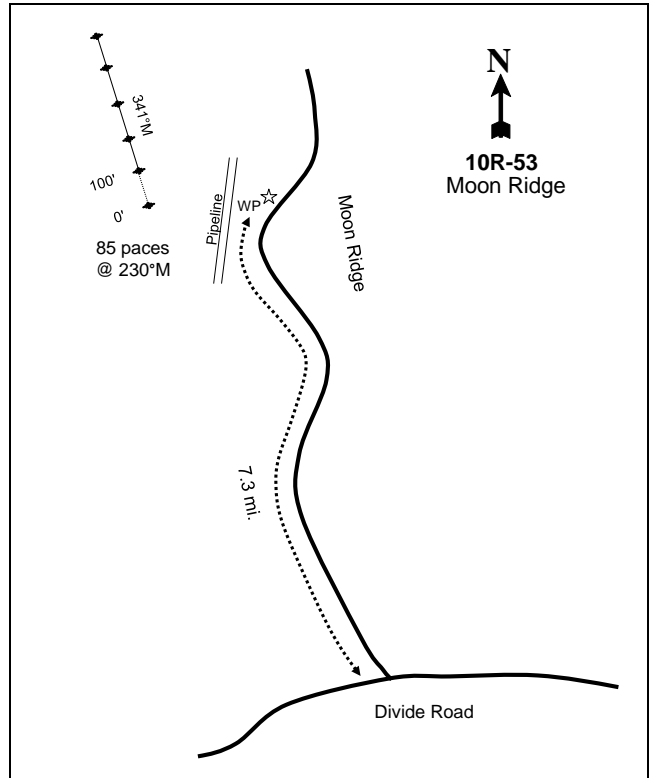 N
10R-53
Moon Ridge
341°M
100'
0'
85 paces
@ 230°M
Pipeline
WP
Moon Ridge
7.3 mi.
Divide Road